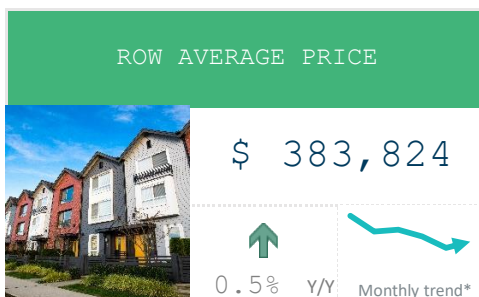 ROW AVERAGE PRICE
$ 383,824
0.5% Y/Y
Monthly trend*